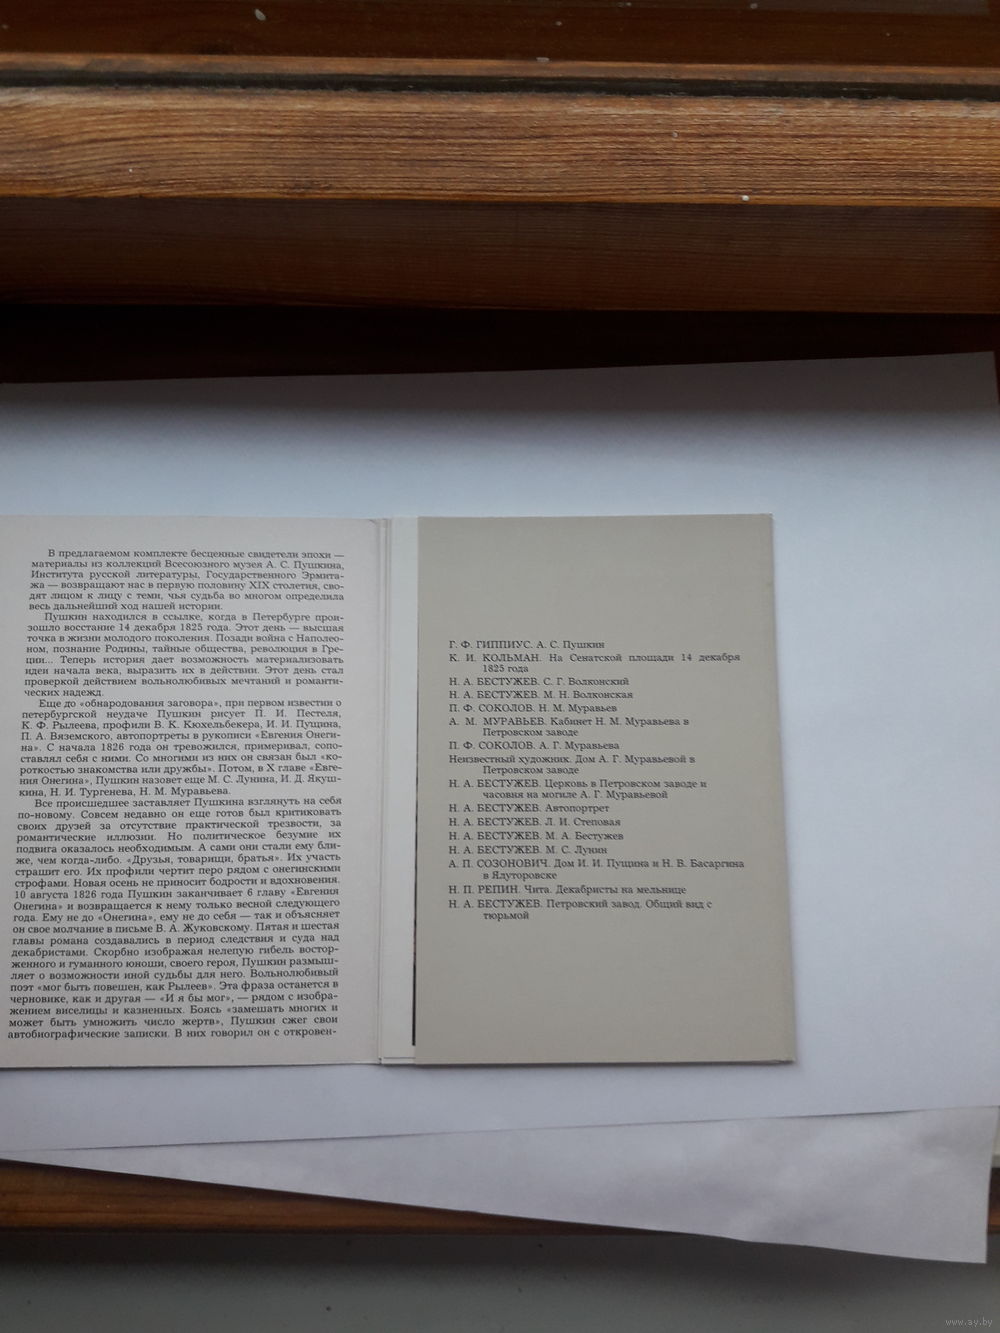 В предлагаемом комплекте бесценные свидетели эпохи —
материалы из коллекций Всесоюзного музея А. С. Пушкина,
Института русской литературы, Государственного Эрмита-
жа — возвращают нас в первую половину XIX столетия, сво-
дят лицом к лицу с теми, чья судьба во многом определила
весь дальнейший ход нашей истории.
Пушкин находился в ссылке, когда в Петербурге прои-
зошло восстание 14 декабря 1825 года. Этот день — высшая
точка в жизни молодого поколения. Позади война с Наполео-
ном, познание Родины, тайные общества, революция в Гре-
ции... Теперь история дает возможность материализовать
идеи начала века, выразить их в действии. Этот день стал
проверкой действием вольнолюбивых мечтаний и романти-
ческих надежд.
Еще до «обнародования заговора», при первом известии о
петербургской неудаче Пушкин рисует П. И. Пестеля,
К. Ф. Рылеева, профили В. К. Кюхельбекера, И. И. Пущина,
П. А. Вяземского, автопортреты в рукописи «Евгения Онеги-
на». С начала 1826 года он тревожился, примеривал, сопо-
ставлял себя с ними. Со многими из них он связан был «ко-
роткостью знакомства или дружбы». Потом, в X главе «Евге-
ния Онегина», Пушкин назовет еще М. С. Лунина, И. Д. Якуш-
кина, Н. И. Тургенева, Н. М. Муравьева.
Все происшедшее заставляет Пушкина взглянуть на себя
по-новому. Совсем недавно он еще готов был критиковать
своих друзей за отсутствие практической трезвости, за
романтические иллюзии. Но политическое безумие их
подвига оказалось необходимым. А сами они стали ему бли-
же, чем когда-либо. «Друзья, товарищи, братья». Их участь
страшит его. Их профили чертит перо рядом с онегинскими
строфами. Новая осень не приносит бодрости и вдохновения.
10 августа 1826 года Пушкин заканчивает 6 главу «Евгения
Онегина» и возвращается к нему только весной следующего
года. Ему не до «Онегина», ему не до себя — так и объясняет
он свое молчание в письме В. А. Жуковскому. Пятая и шестая
главы романа создавались в период следствия и суда над
декабристами. Скорбно изображая нелепую гибель востор-
женного и гуманного юноши, своего героя, Пушкин размыш-
ляет о возможности иной судьбы для него. Вольнолюбивый
поэт «мог быть повешен, как Рылеев». Эта фраза останется в
черновике, как и другая — «И я бы мог», — рядом с изобра-
жением виселицы и казненных. Боясь «замешать многих и
может быть умножить число жертв», Пушкин сжег свои
автобиографические записки. В них говорил он с откровен-
Г. Ф. ГИППИУС. А. С. Пушкин
К. И. КОЛЬМАН. На Сенатской площади 14 декабря
1825 года
Н. А. БЕСТУЖЕВ. С. Г. Волконский
Н. А. БЕСТУЖЕВ. М. Н. Волконская
П. Ф. СОКОЛОВ. Н. М. Муравьев
А. М. МУРАВЬЕВ. Кабинет Н. М. Муравьева в
Петровском заводе
П. Ф. СОКОЛОВ. А. Г. Муравьева
Неизвестный художник. Дом А. Г. Муравьевой в
Петровском заводе
Н. А. БЕСТУЖЕВ. Церковь в Петровском заводе и
часовня на могиле А. Г. Муравьевой
Н. А. БЕСТУЖЕВ. Автопортрет
Н. А. БЕСТУЖЕВ. Л. И. Степовая
Н. А. БЕСТУЖЕВ. М. А. Бестужев
Н. А. БЕСТУЖЕВ. М. С. Лунин
А. П. СОЗОНОВИЧ. Дом И. И. Пущина и Н. В. Басаргина
в Ялуторовске
Н. П. РЕПИН. Чита. Декабристы на мельнице
Н. А. БЕСТУЖЕВ. Петровский завод. Общий вид с
тюрьмой
www.ay.by